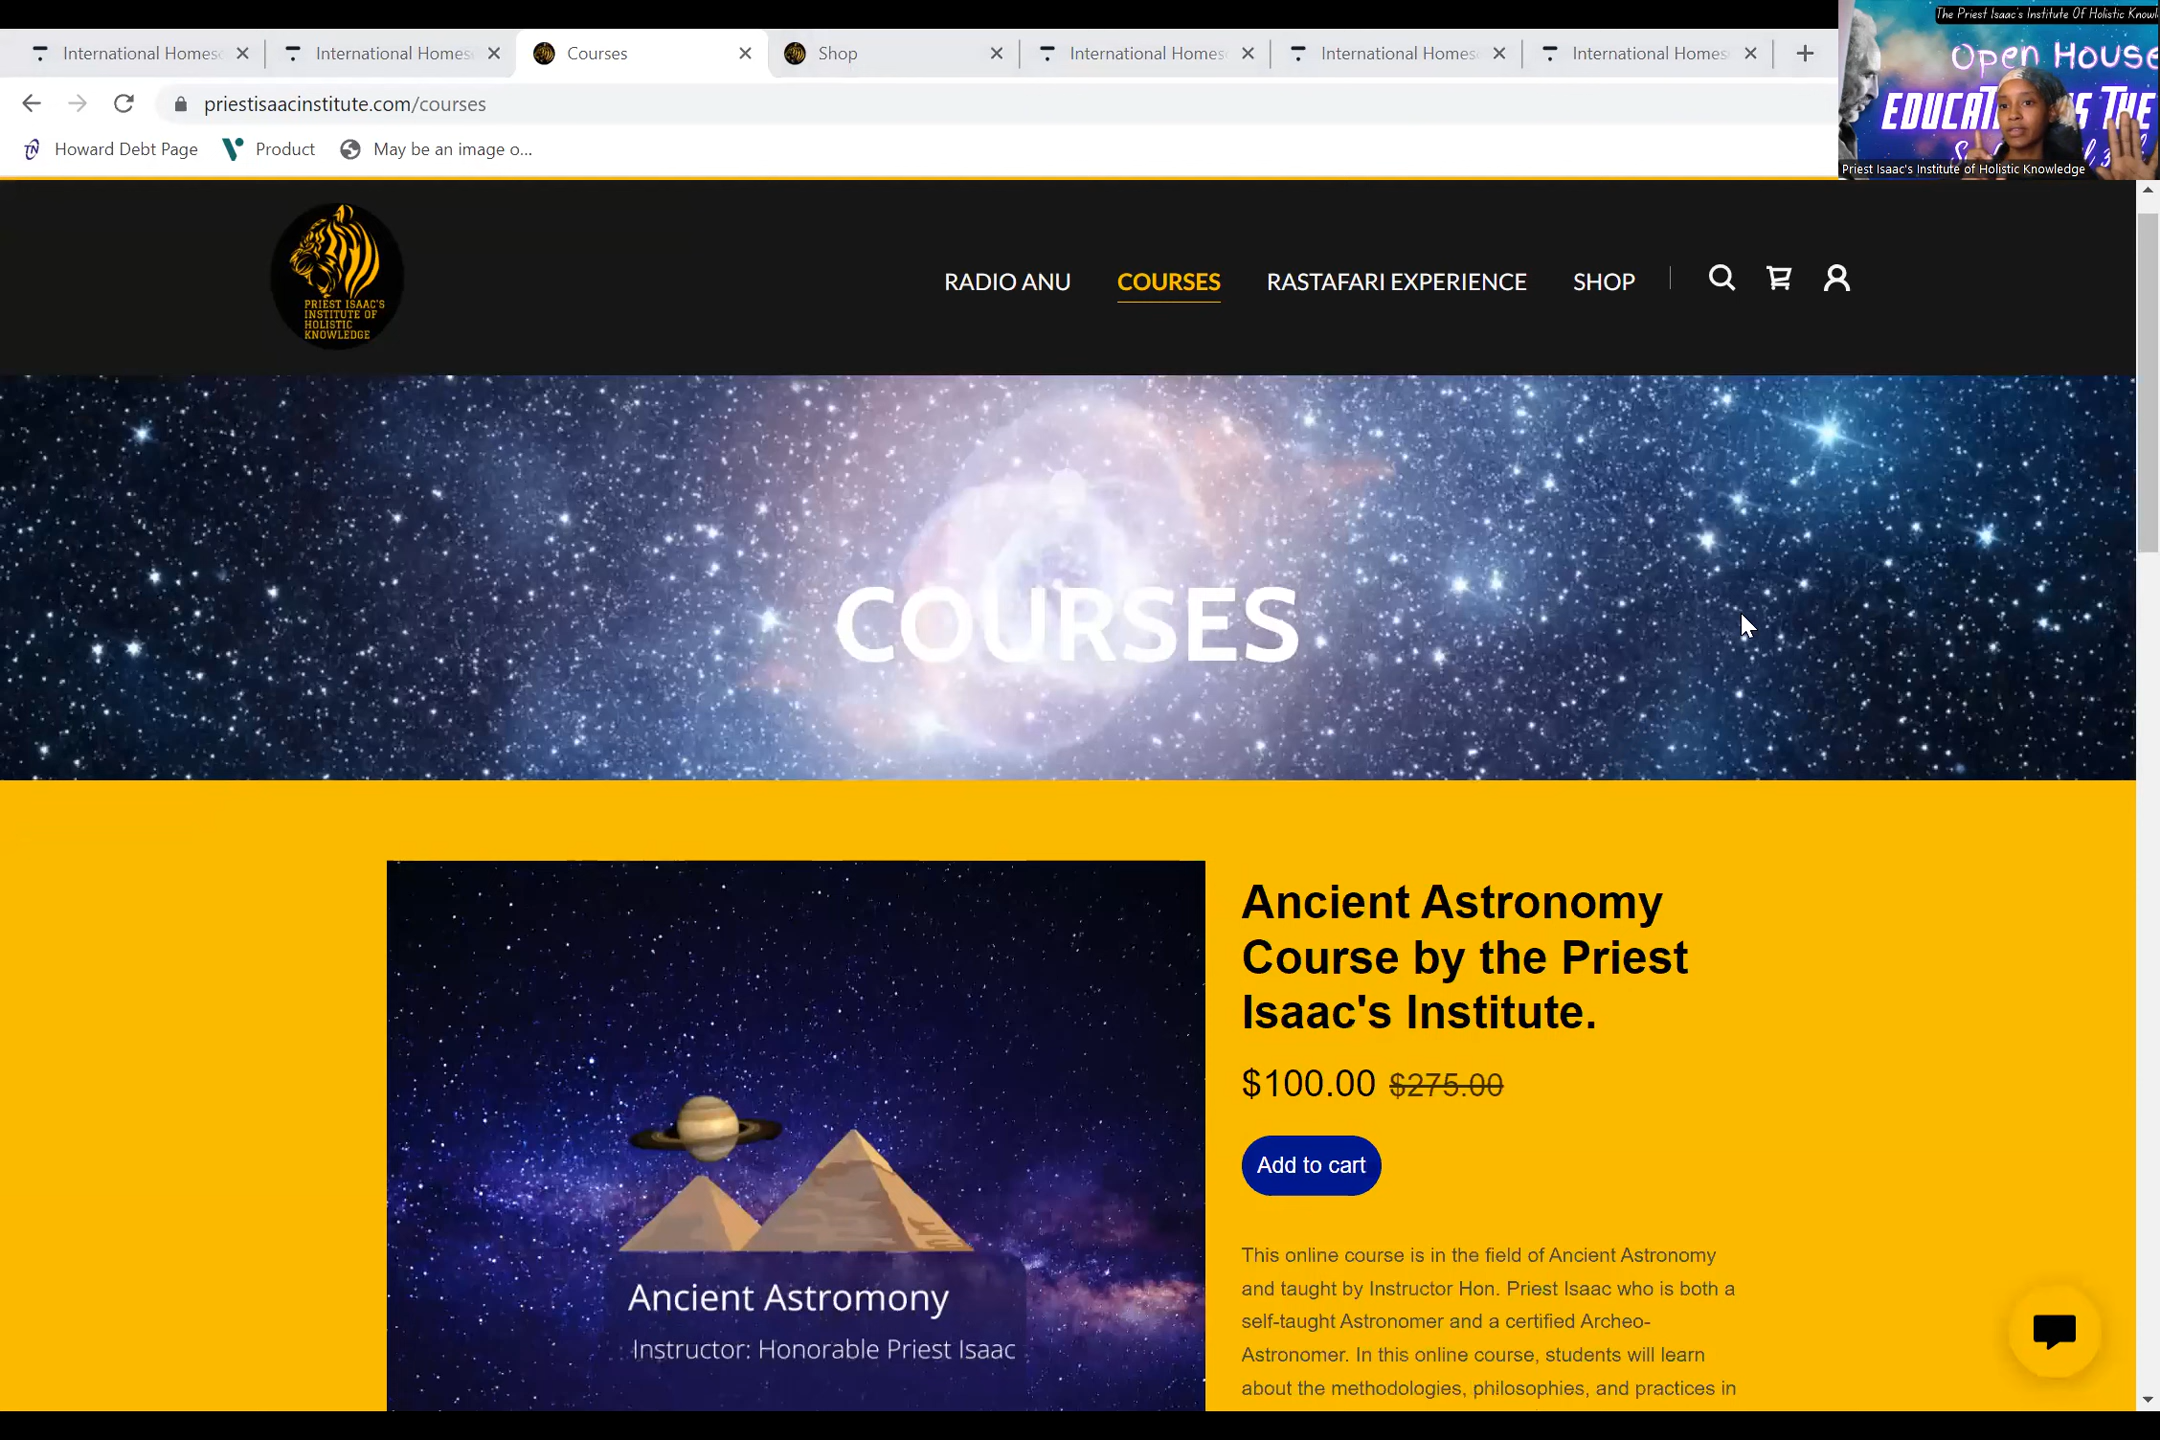 International Homes
International Homes
Courses
Shop
International Homes
International Homes
International Homes
priestisaacinstitute.com/courses
Howard Debt Page
Product
May be an image o...
The Priest Isaac's Institute Of Holistic Knowl
Open House
EDUCAT S THE
Priest Isaac's Institute of Holistic Knowledge
PRIEST ISAAC'S
INSTITUTE OF
HOLISTIC
KNOWLEDGE
RADIO ANU
COURSES
RASTAFARI EXPERIENCE
SHOP
COURSES
Ancient Astromony
Instructor: Honorable Priest Isaac
Ancient Astronomy
Course by the Priest
Isaac's Institute.
$100.00 $275.00
Add to cart
This online course is in the field of Ancient Astronomy
and taught by Instructor Hon. Priest Isaac who is both a
self-taught Astronomer and a certified Archeo-
Astronomer. In this online course, students will learn
about the methodologies, philosophies, and practices in